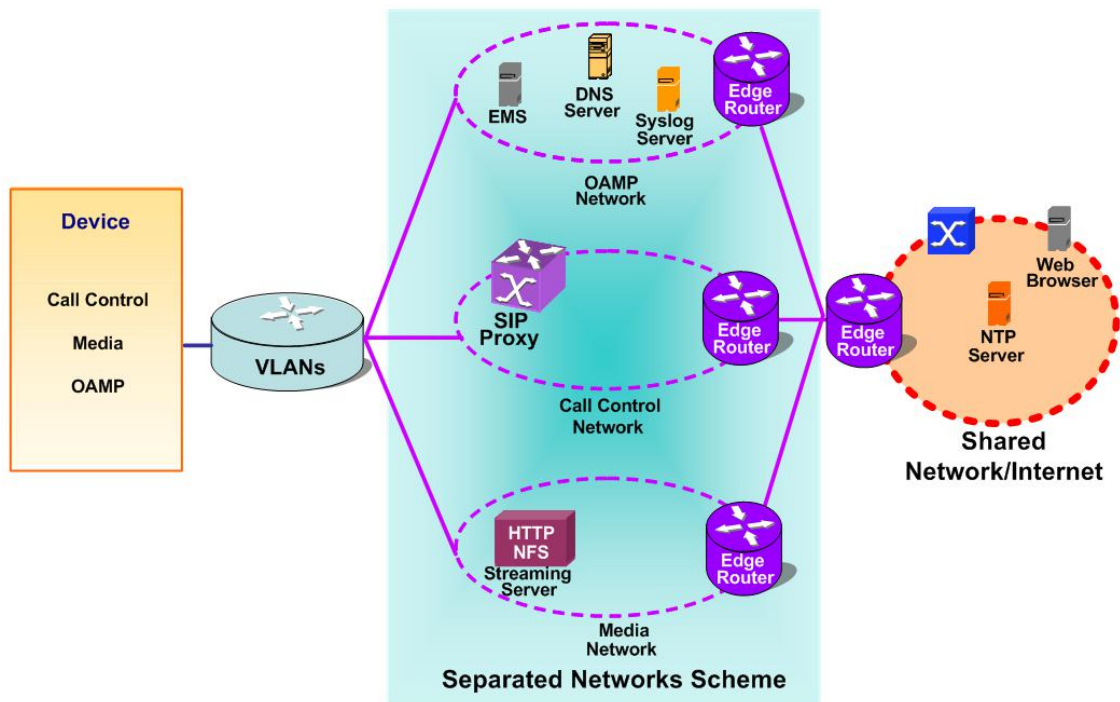 Device
Call Control
Media
OAMP
VLANs
EMS
DNS
Server
Syslog
Server
Edge
Router
OAMP
Network
SIP
Proxy
Edge
Router
Call Control
Network
HTTP
NFS
Streaming
Server
Edge
Router
Media
Network
Separated Networks Scheme
Edge
Router
Web
Browser
NTP
Server
Shared
Network/Internet